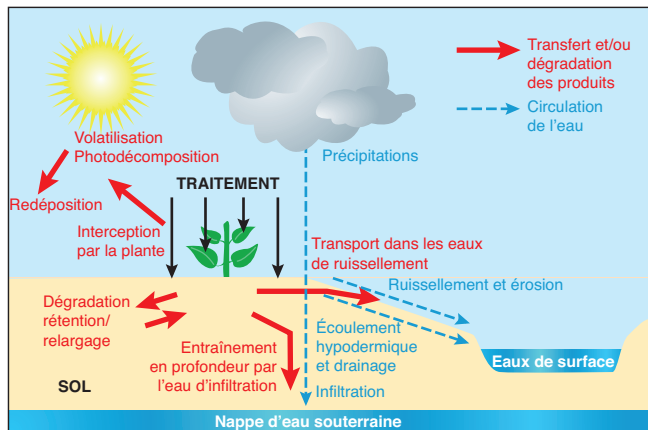 Transfert et/ou
dégradation
des produits
Circulation
de l'eau
Volatilisation
Photodécomposition
Précipitations
TRAITEMENT
Redéposition
Interception
par la plante
Transport dans les eaux
de ruissellement
Ruissellement et érosion
Dégradation
rétention/
relargage
Écoulement
hypodermique
et drainage
Entraînement
en profondeur par
l'eau d'infiltration
Eaux de surface
SOL
Infiltration
Nappe d'eau souterraine